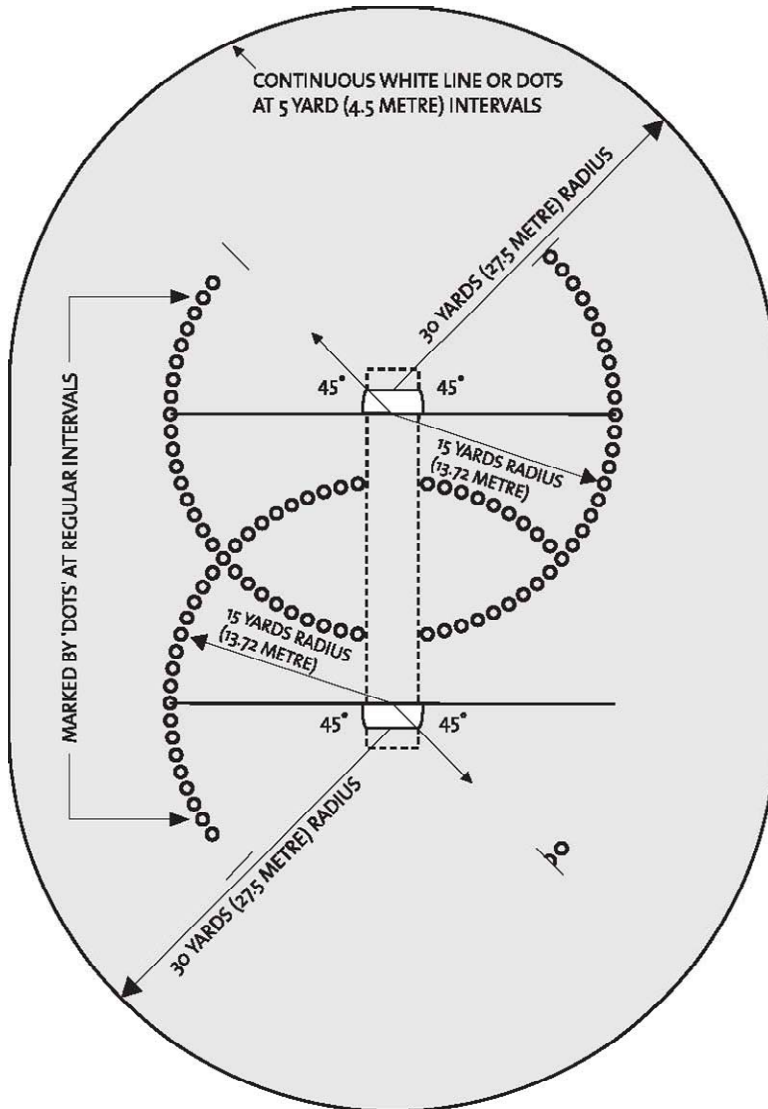 CONTINUOUS WHITE LINE OR DOTS
AT 5 YARD (4.5 METRE) INTERVALS
30 YARDS (27.5 METRE) RADIUS
MARKED BY 'DOTS' AT REGULAR INTERVALS
45°
45°
15 YARDS RADIUS
(13.72 METRE)
15 YARDS RADIUS
(13.72 METRE)
45°
45°
30 YARDS (27.5 METRE) RADIUS